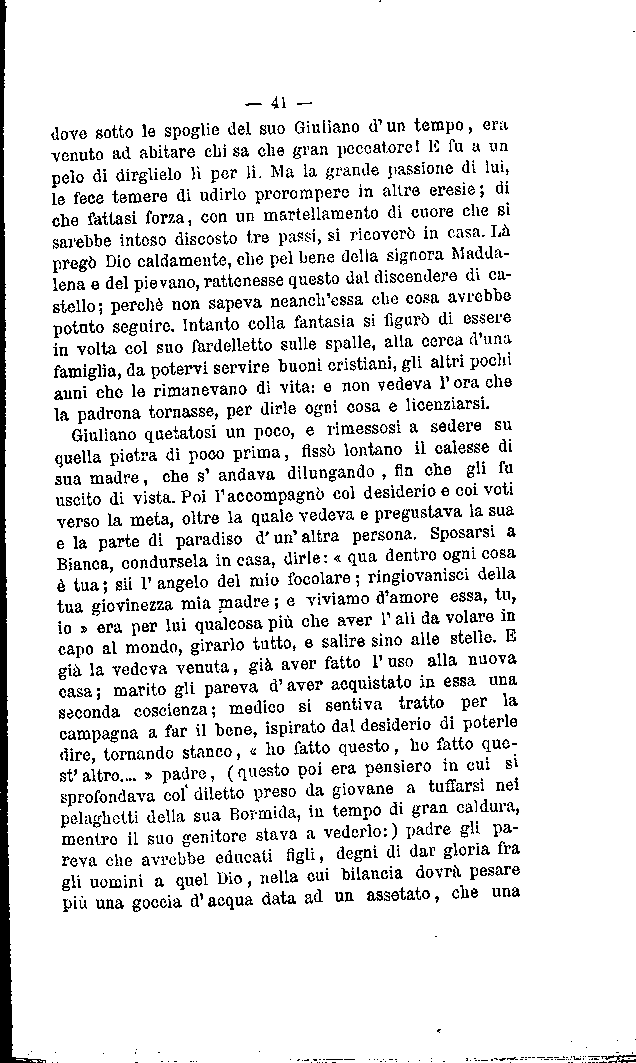 — 41 —
dove sotto le spoglie del suo Giuliano d'un tempo, era
venuto ad abitare chi sa che gran peccatore! E fu a un
pelo di dirglielo lì per lì. Ma la grande passione di lui,
le fece temere di udirlo prorompere in altre eresie; di
che fattasi forza, con un martellamento di cuore che si
sarebbe inteso discosto tre passi, si ricoverò in casa. Là
pregò Dio caldamente, che pel bene della signora Madda-
lena e del pievano, rattenesse questo dal discendere di ca-
stello; perchè non sapeva neanch'essa che cosa avrebbe
potuto seguire. Intanto colla fantasia si figurò di essere
in volta col suo fardelletto sulle spalle, alla cerca d'una
famiglia, da potervi servire buoni cristiani, gli altri pochi
anni che le rimanevano di vita: e non vedeva l'ora che
la padrona tornasse, per dirle ogni cosa e licenziarsi.
Giuliano quetatosi un poco, e rimessosi a sedere su
quella pietra di poco prima, fissò lontano il calesse di
sua madre, che s' andava dilungando, fin che gli fu
uscito di vista. Poi l'accompagnò col desiderio e coi voti
verso la meta, oltre la quale vedeva e pregustava la sua
e la parte di paradiso d'un'altra persona. Sposarsi a
Bianca, condursela in casa, dirle: « qua dentro ogni cosa
è tua; sii l'angelo del mio focolare; ringiovanisci della
tua giovinezza mia madre; e viviamo d'amore essa, tu,
io » era per lui qualcosa più che aver l'ali da volare in
capo al mondo, girarlo tutto, e salire sino alle stelle. E
già la vedeva venuta, già aver fatto l'uso alla nuova
casa; marito gli pareva d'aver acquistato in essa una
seconda coscienza; medico si sentiva tratto per la
campagna a far il bene, ispirato dal desiderio di poterle
dire, tornando stanco, « ho fatto questo, ho fatto que-
st'altro.... » padre, (questo poi era pensiero in cui si
sprofondava col diletto preso da giovane a tuffarsi nei
pelaghetti della sua Bormida, in tempo di gran caldura,
mentre il suo genitore stava a vederlo:) padre gli pa-
reva che avrebbe educati figli, degni di dar gloria fra
gli uomini a quel Dio, nella cui bilancia dovrà pesare
più una goccia d'acqua data ad un assetato, che una